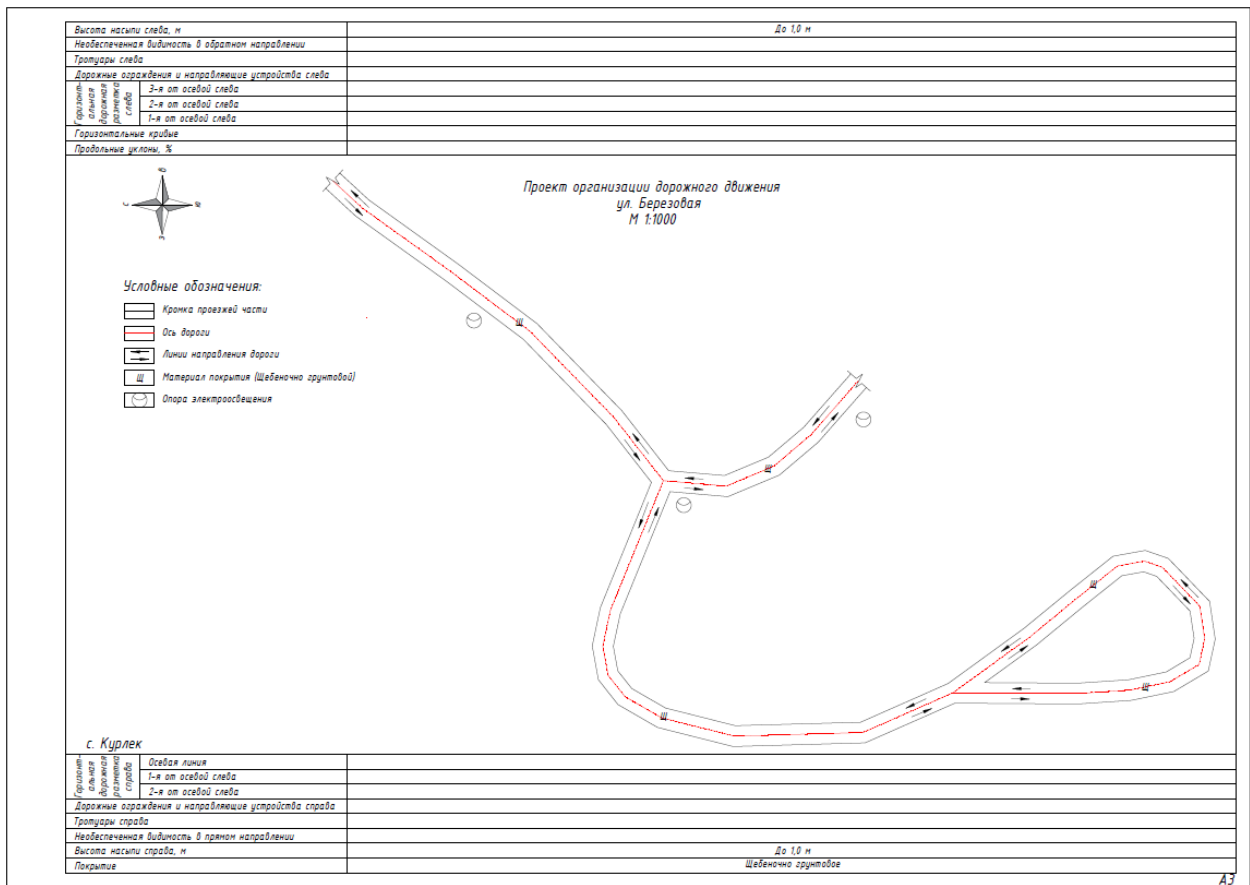 Высота насыпи слева, м
До 1,0 м
Необеспеченная видимость в обратном направлении
Тротуары слева
Дорожные ограждения и направляющие устройства слева
Горизонт-
альная
дорожная
разметка
слева
3-я от осевой слева
2-я от осевой слева
1-я от осевой слева
Горизонтальные кривые
Продольные уклоны, %
Проект организации дорожного движения
ул. Березовая
М 1:1000
В
С
Ю
З
Условные обозначения:
Кромка проезжей части
Ось дороги
Линии направления дороги
Щ
Материал покрытия (Щебеночно грунтовой)
Опора электроосвещения
Щ
Щ
Щ
Щ
Щ
с. Курлек
Горизонт-
альная
дорожная
разметка
справа
Осевая линия
1-я от осевой слева
2-я от осевой слева
Дорожные ограждения и направляющие устройства справа
Тротуары справа
Необеспеченная видимость в прямом направлении
Высота насыпи справа, м
До 1,0 м
Покрытие
Щебеночно грунтовое
А3